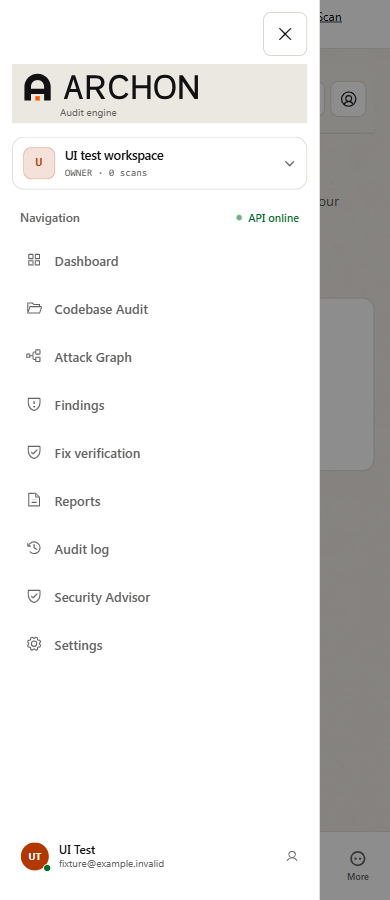 Scan
ARCHON
Audit engine
U
UI test workspace
OWNER · 0 scans
Navigation
API online
our
Dashboard
Codebase Audit
Attack Graph
Findings
Fix verification
Reports
Audit log
Security Advisor
Settings
UT
UI Test
fixture@example.invalid
More